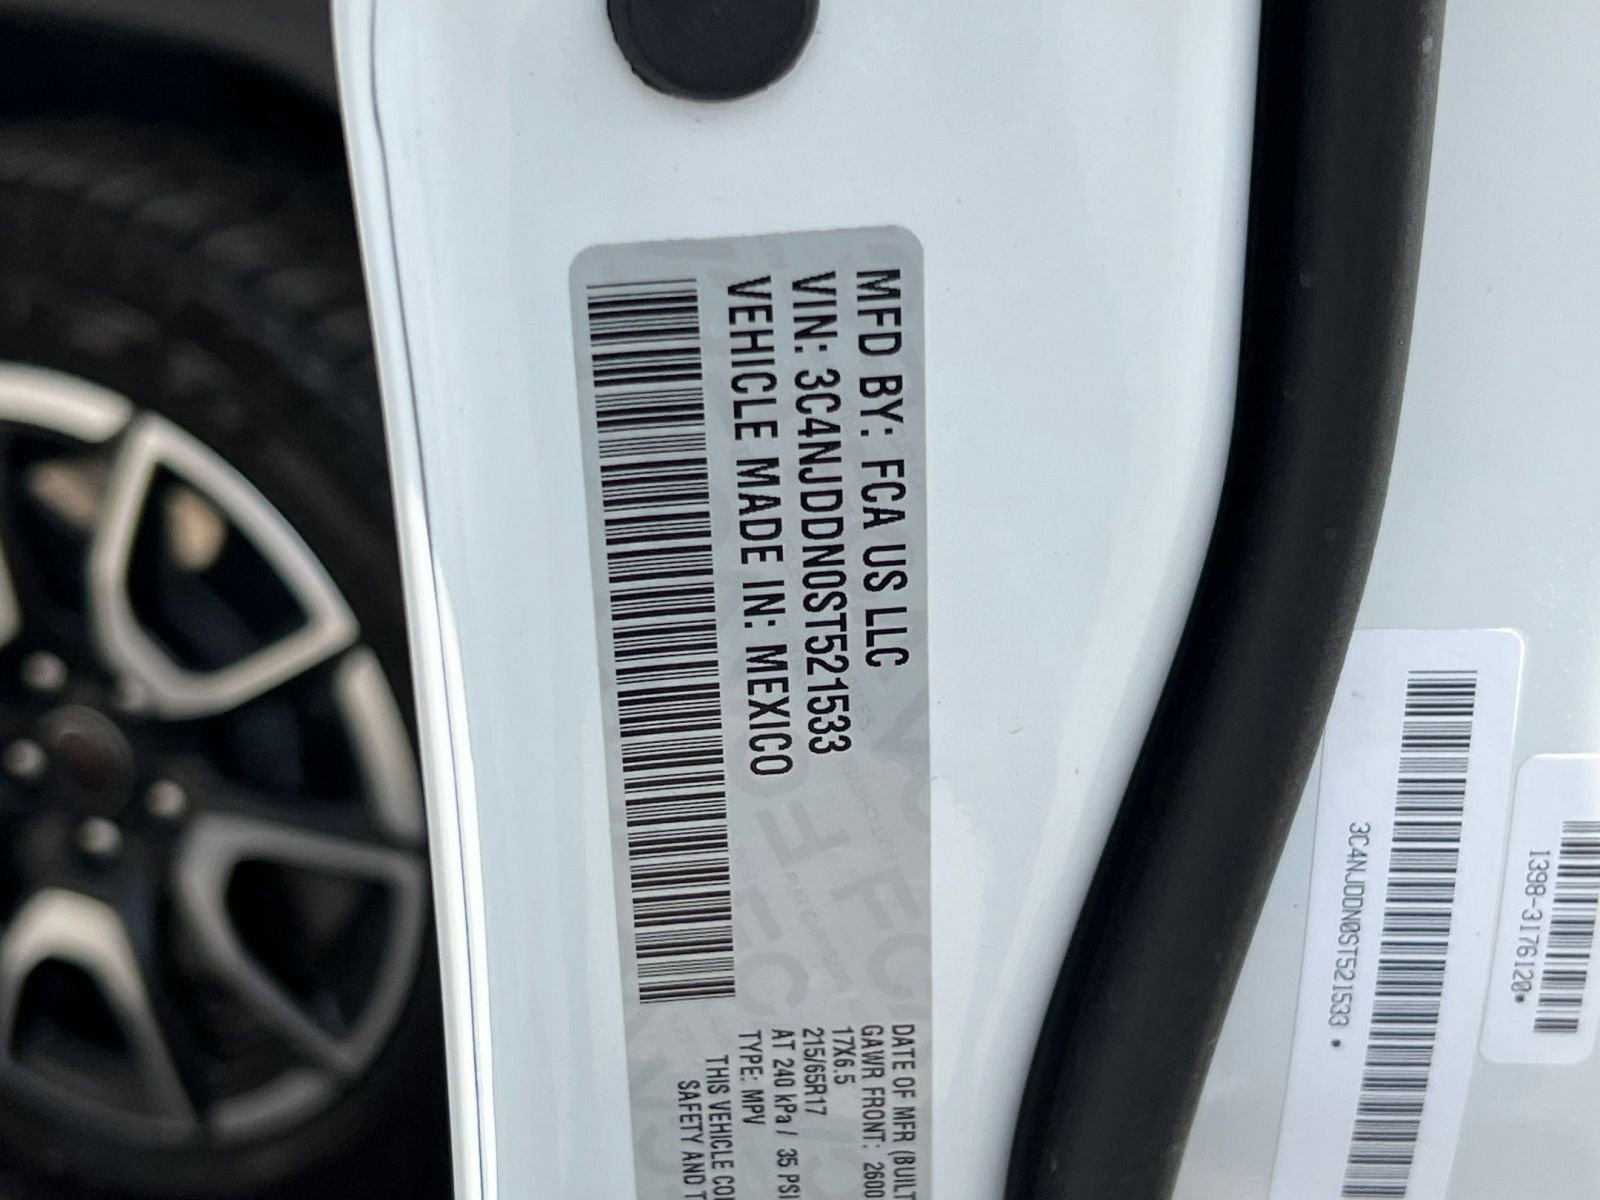 MFD BY: FCA US LLC
VIN: 3C4NJDDN0ST521533
VEHICLE MADE IN: MEXICO
DATE OF MFR (BUILT
GAWR FRONT: 2600
17X6.5
215/65R17
AT 240 kPa / 35 PSI
TYPE: MPV
THIS VEHICLE CO
SAFETY AND T
3C4NJDDN0ST521533 *
1398-3176120*